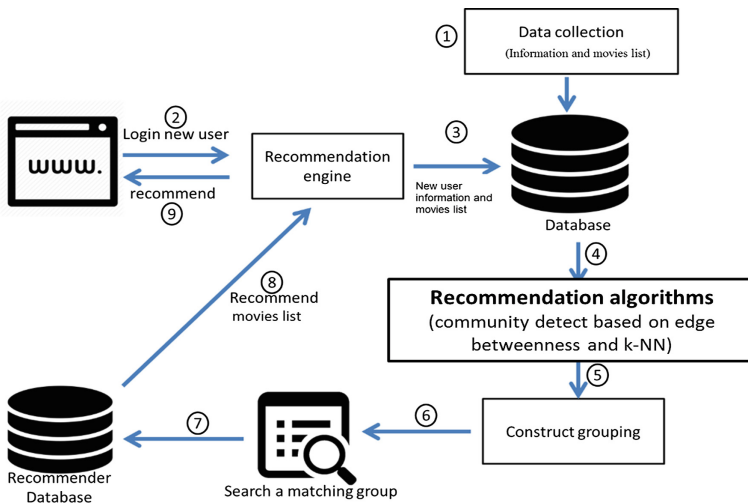 1
Data collection
(Information and movies list)
2
Login new user
www.
recommend
9
Recommendation
engine
3
New user
information and
movies list
Database
4
Recommendation algorithms
(community detect based on edge
betweenness and k-NN)
5
Construct grouping
6
Search a matching group
7
Recommender
Database
8
Recommend
movies list